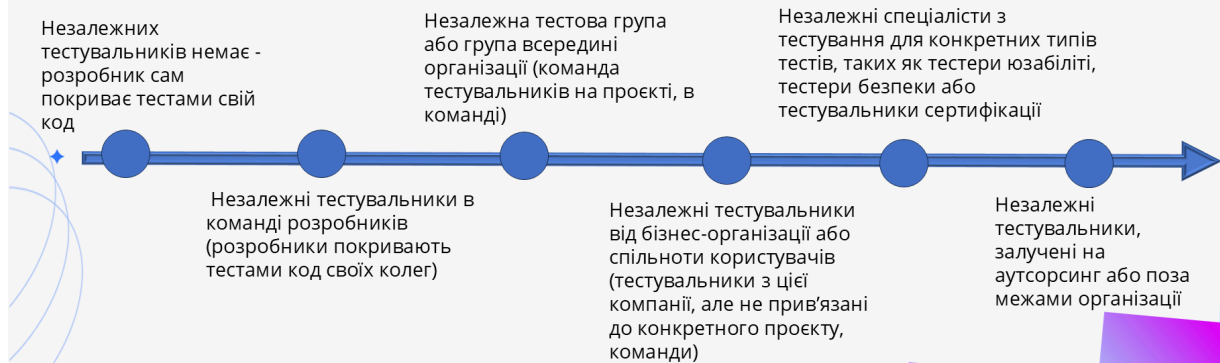 Незалежних
тестувальників немає -
розробник сам
покриває тестами свій
код
Незалежні тестувальники в
команді розробників
(розробники покривають
тестами код своїх колег)
Незалежна тестова група
або група всередині
організації (команда
тестувальників на проєкті, в
команді)
Незалежні тестувальники
від бізнес-організації або
спільноти користувачів
(тестувальники з цієї
компанії, але не прив’язані
до конкретного проєкту,
команди)
Незалежні спеціалісти з
тестування для конкретних типів
тестів, таких як тестери юзабіліті,
тестери безпеки або
тестувальники сертифікації
Незалежні
тестувальники,
залучені на
аутсорсинг або поза
межами організації